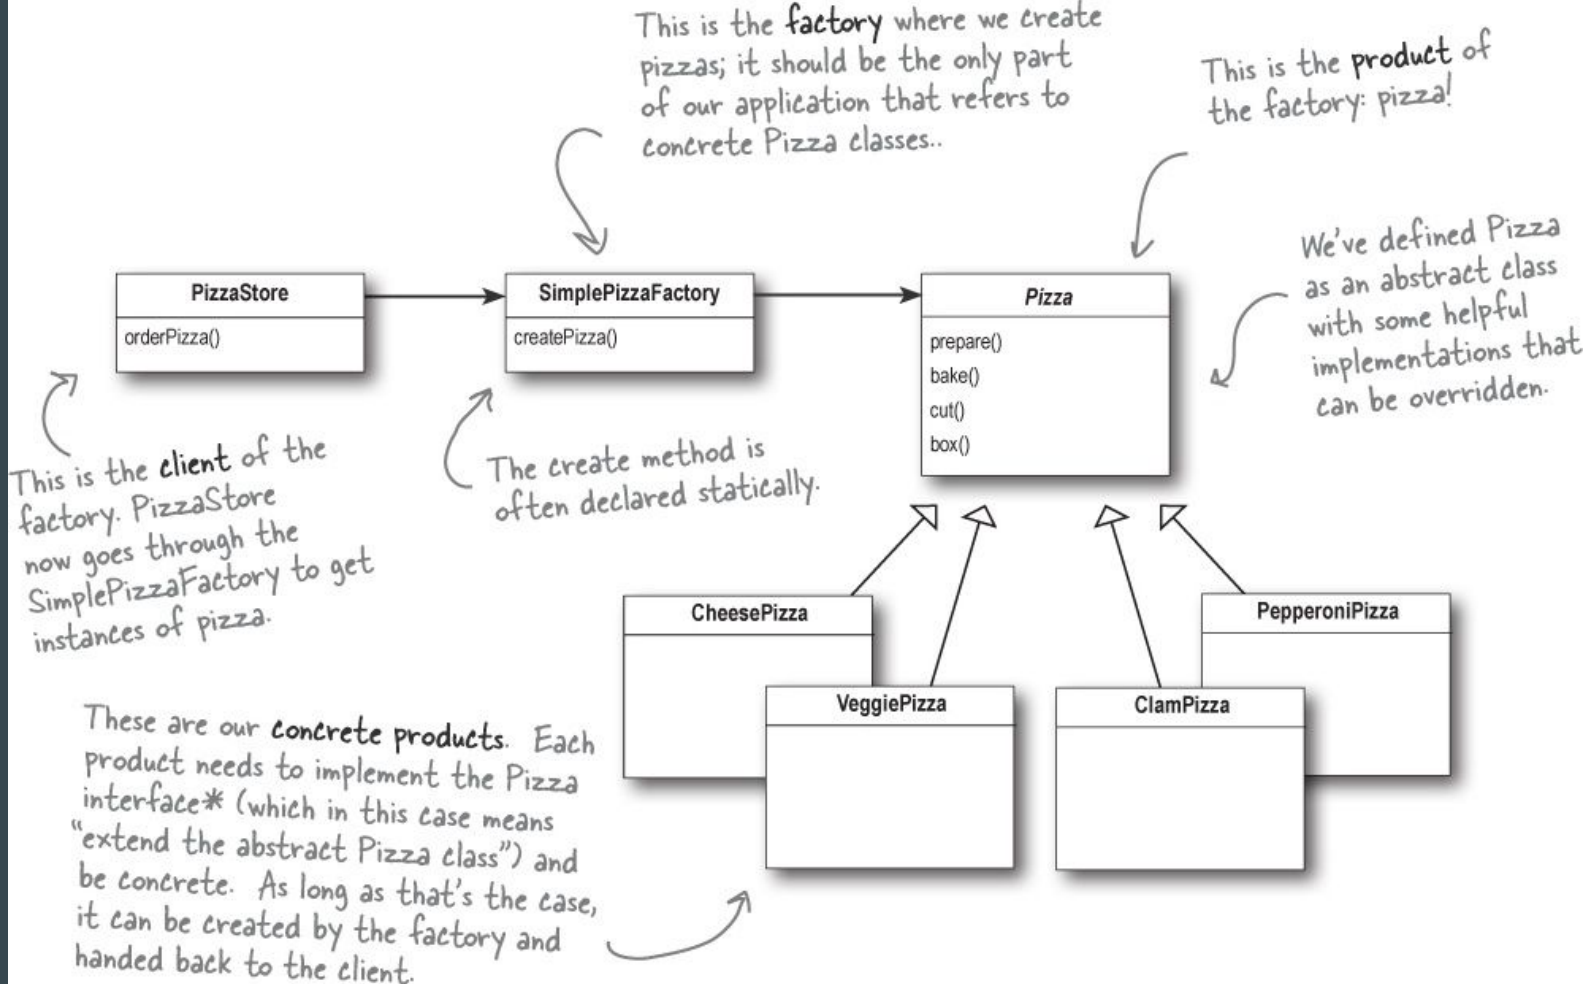 This is the factory where we create
pizzas; it should be the only part
of our application that refers to
concrete Pizza classes..
This is the product of
the factory: pizza!
We've defined Pizza
as an abstract class
with some helpful
implementations that
can be overridden.
PizzaStore
orderPizza()
SimplePizzaFactory
createPizza()
Pizza
prepare()
bake()
cut()
box()
This is the client of the
factory. PizzaStore
now goes through the
SimplePizzaFactory to get
instances of pizza.
The create method is
often declared statically.
CheesePizza
VeggiePizza
ClamPizza
PepperoniPizza
These are our concrete products. Each
product needs to implement the Pizza
interface* (which in this case means
“extend the abstract Pizza class”) and
be concrete. As long as that's the case,
it can be created by the factory and
handed back to the client.